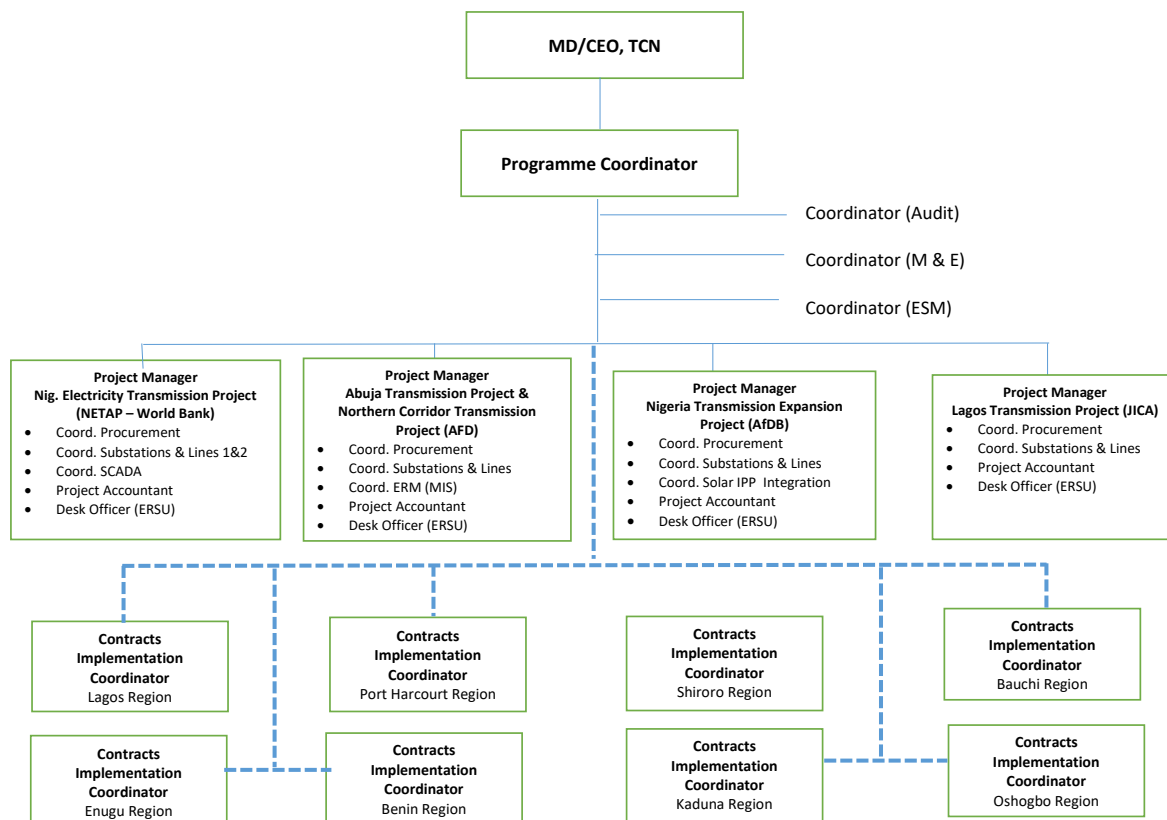 MD/CEO, TCN
Programme Coordinator
Coordinator (Audit)
Coordinator (M & E)
Coordinator (ESM)
Project Manager
Nig. Electricity Transmission Project
(NETAP – World Bank)
• Coord. Procurement
• Coord. Substations & Lines 1&2
• Coord. SCADA
• Project Accountant
• Desk Officer (ERSU)
Project Manager
Abuja Transmission Project &
Northern Corridor Transmission
Project (AFD)
• Coord. Procurement
• Coord. Substations & Lines
• Coord. ERM (MIS)
• Project Accountant
• Desk Officer (ERSU)
Project Manager
Nigeria Transmission Expansion
Project (AfDB)
• Coord. Procurement
• Coord. Substations & Lines
• Coord. Solar IPP Integration
• Project Accountant
• Desk Officer (ERSU)
Project Manager
Lagos Transmission Project (JICA)
• Coord. Procurement
• Coord. Substations & Lines
• Project Accountant
• Desk Officer (ERSU)
Contracts
Implementation
Coordinator
Lagos Region
Contracts
Implementation
Coordinator
Port Harcourt Region
Contracts
Implementation
Coordinator
Shiroro Region
Contracts
Implementation
Coordinator
Bauchi Region
Contracts
Implementation
Coordinator
Enugu Region
Contracts
Implementation
Coordinator
Benin Region
Contracts
Implementation
Coordinator
Kaduna Region
Contracts
Implementation
Coordinator
Oshogbo Region